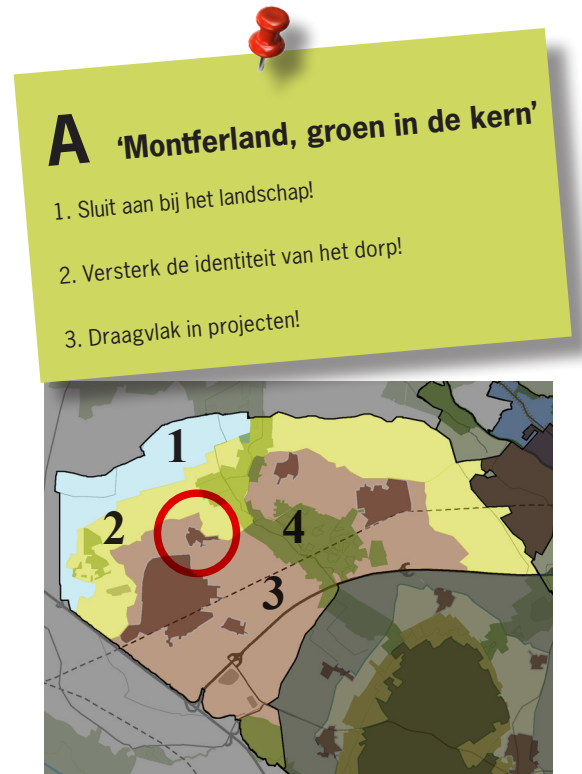 A 'Montferland, groen in de kern'
1. Sluit aan bij het landschap!
2. Versterk de identiteit van het dorp!
3. Draagvlak in projecten!
1
2
4
3